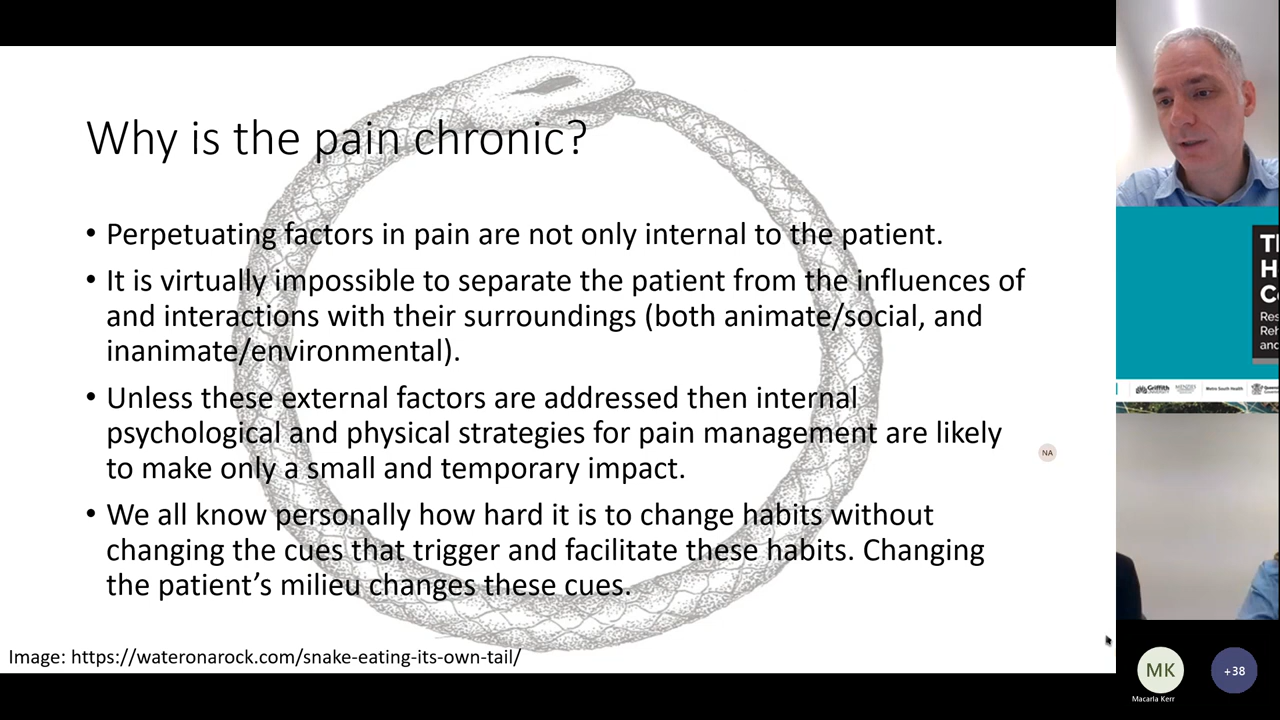 Why is the pain chronic?
• Perpetuating factors in pain are not only internal to the patient.
• It is virtually impossible to separate the patient from the influences of
and interactions with their surroundings (both animate/social, and
inanimate/environmental).
• Unless these external factors are addressed then internal
psychological and physical strategies for pain management are likely
to make only a small and temporary impact.
• We all know personally how hard it is to change habits without
changing the cues that trigger and facilitate these habits. Changing
the patient’s milieu changes these cues.
Image: https://wateronarock.com/snake-eating-its-own-tail/
NA
Griffith
MK
Macarla Kerr
+38